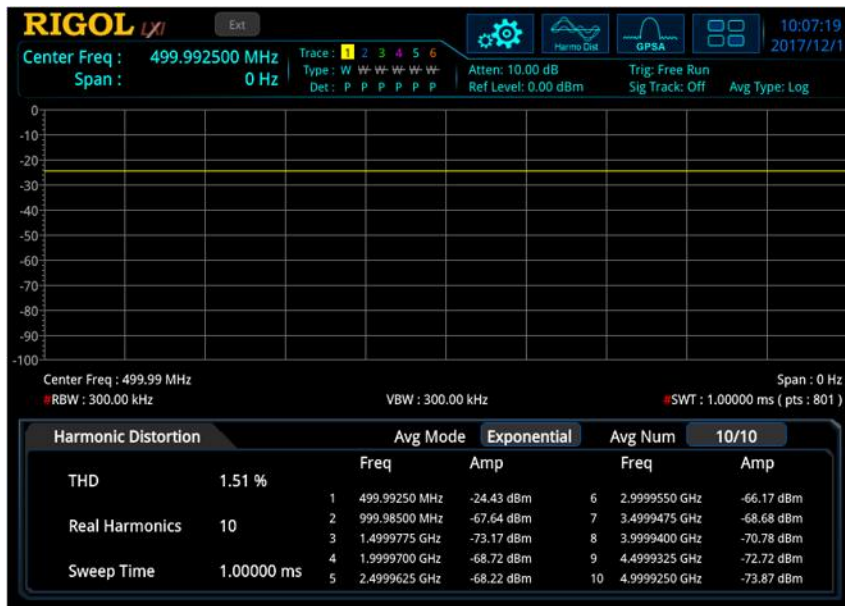 RIGOL LXI Ext 10:07:19
Harmo Dist GPSA 2017/12/1
Center Freq : 499.992500 MHz Trace : 1 2 3 4 5 6
Span : 0 Hz Type : W W W W W W Atten: 10.00 dB Trig: Free Run
Det : P P P P P P Ref Level: 0.00 dBm Sig Track: Off Avg Type: Log
0
-10
-20
-30
-40
-50
-60
-70
-80
-90
-100
Center Freq : 499.99 MHz Span : 0 Hz
#RBW : 300.00 kHz VBW : 300.00 kHz #SWT : 1.00000 ms ( pts : 801 )
Harmonic Distortion Avg Mode Exponential Avg Num 10/10
Freq Amp Freq Amp
THD 1.51 %
1 499.99250 MHz -24.43 dBm 6 2.9999550 GHz -66.17 dBm
Real Harmonics 10
2 999.98500 MHz -67.64 dBm 7 3.4999475 GHz -68.68 dBm
3 1.4999775 GHz -73.17 dBm 8 3.9999400 GHz -70.78 dBm
4 1.9999700 GHz -68.72 dBm 9 4.4999325 GHz -72.72 dBm
Sweep Time 1.00000 ms
5 2.4999625 GHz -68.22 dBm 10 4.9999250 GHz -73.87 dBm